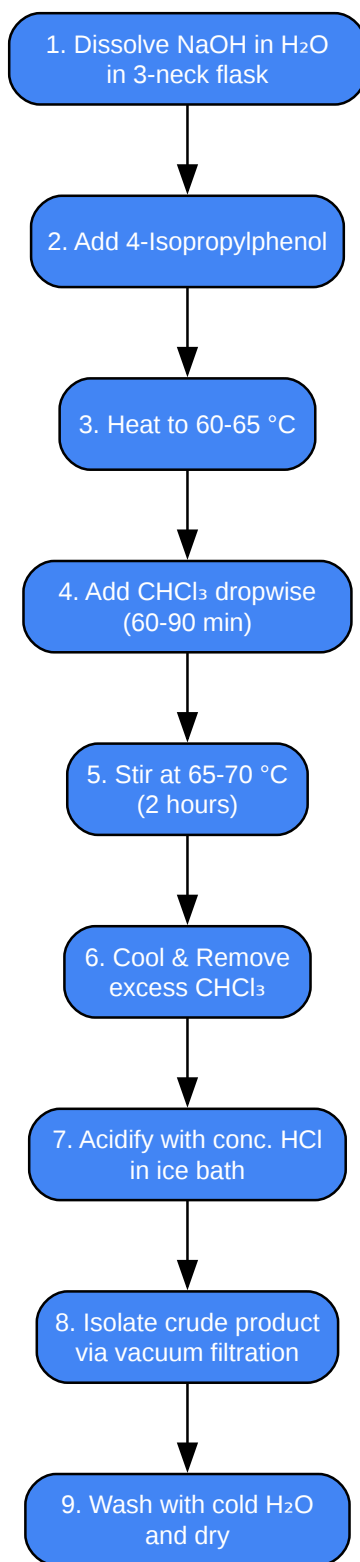 1. Dissolve NaOH in H₂O
in 3-neck flask
2. Add 4-Isopropylphenol
3. Heat to 60-65 °C
4. Add CHCl₃ dropwise
(60-90 min)
5. Stir at 65-70 °C
(2 hours)
6. Cool & Remove
excess CHCl₃
7. Acidify with conc. HCl
in ice bath
8. Isolate crude product
via vacuum filtration
9. Wash with cold H₂O
and dry